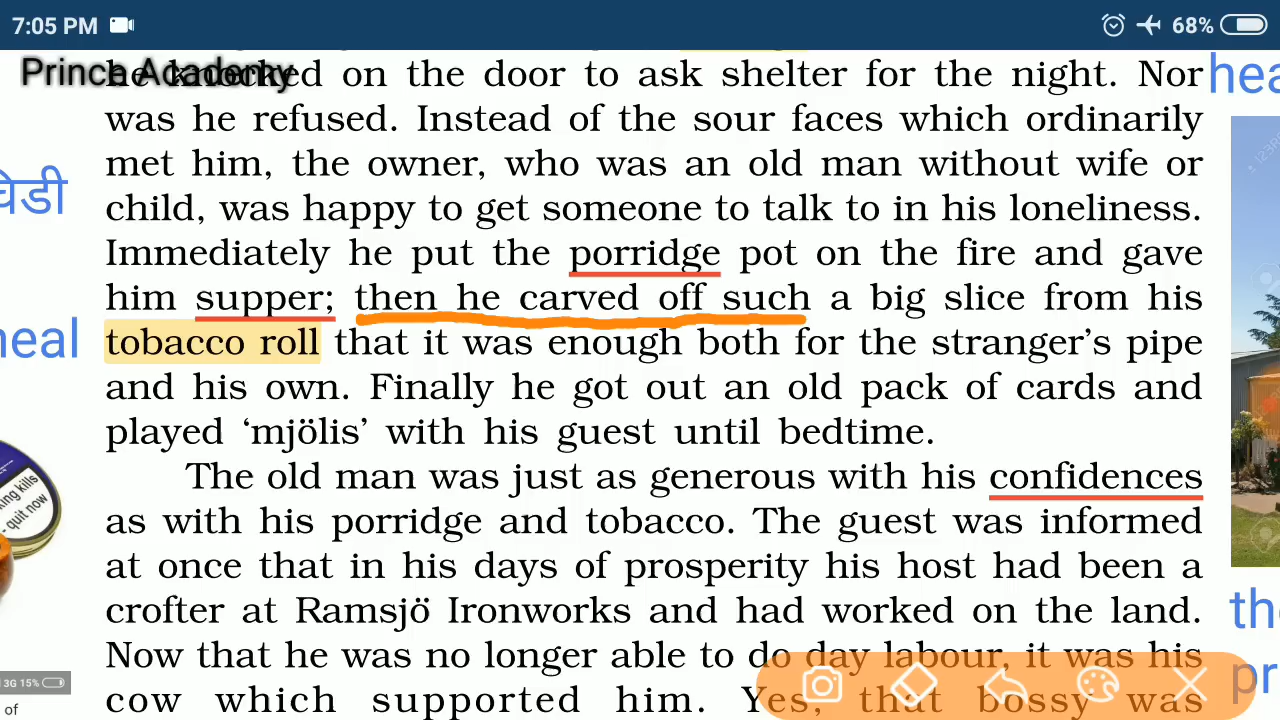 7:05 PM 68%
Prince Academy
he knocked on the door to ask shelter for the night. Nor
was he refused. Instead of the sour faces which ordinarily
met him, the owner, who was an old man without wife or
child, was happy to get someone to talk to in his loneliness.
Immediately he put the porridge pot on the fire and gave
him supper; then he carved off such a big slice from his
tobacco roll that it was enough both for the stranger's pipe
and his own. Finally he got out an old pack of cards and
played 'mjölis' with his guest until bedtime.
The old man was just as generous with his confidences
as with his porridge and tobacco. The guest was informed
at once that in his days of prosperity his host had been a
crofter at Ramsjö Ironworks and had worked on the land.
Now that he was no longer able to do day labour, it was his
cow which supported him. Yes, that bossy was
quit now
3G 15%
of